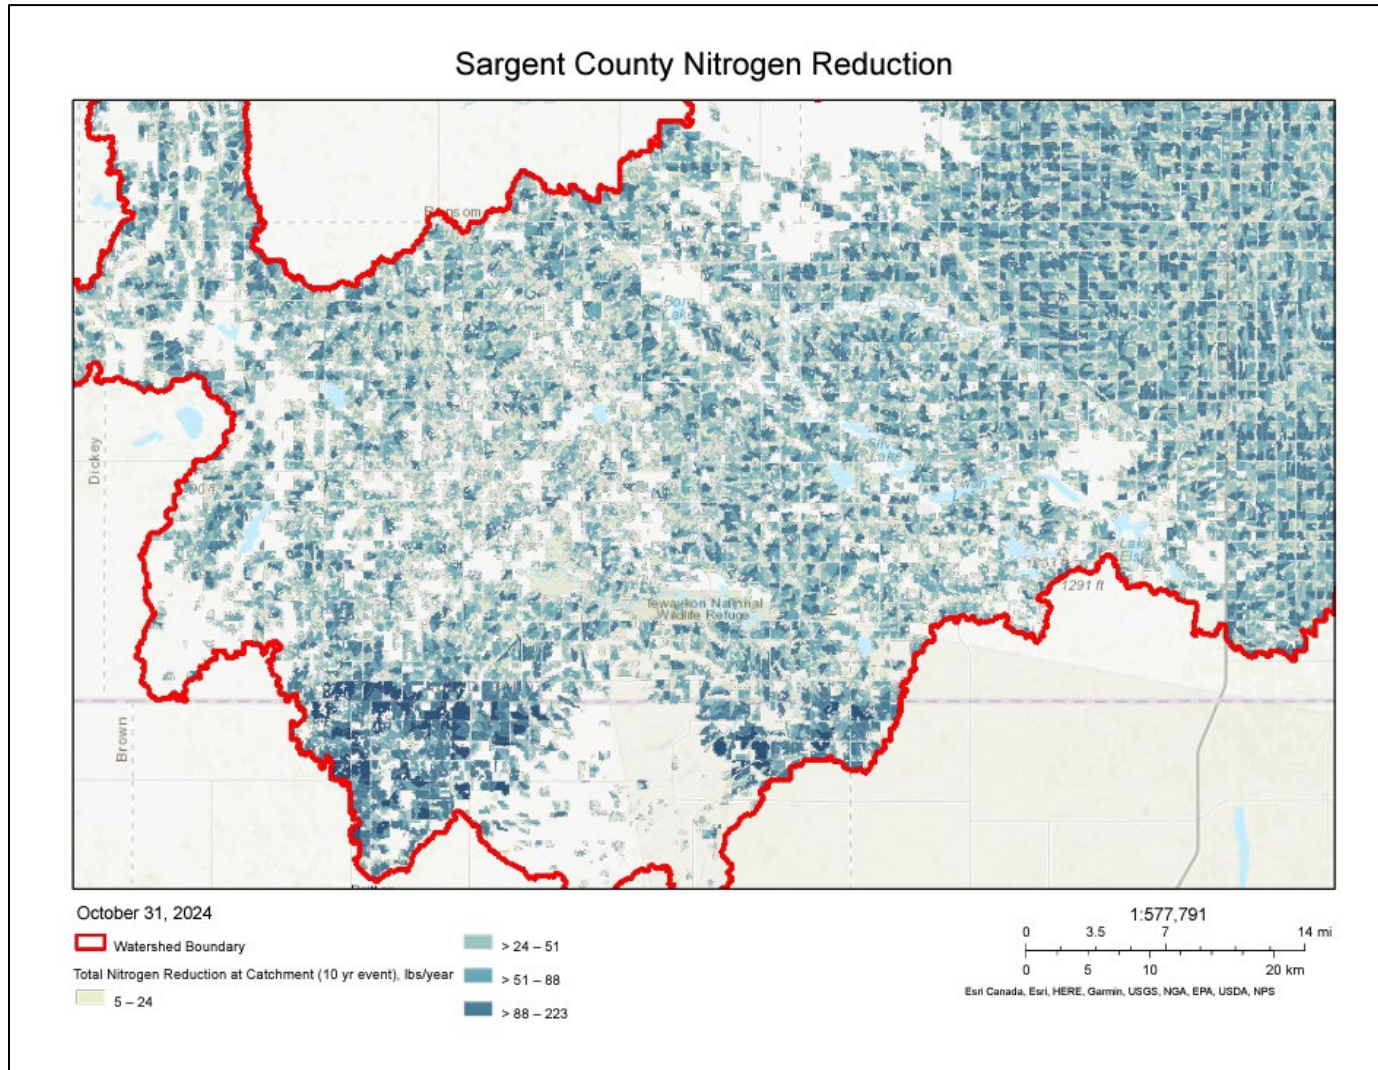 Sargent County Nitrogen Reduction
Ransom
Lake
Dickey
Tewaukon National
Wildlife Refuge
1291 ft
Brown
October 31, 2024
Watershed Boundary
Total Nitrogen Reduction at Catchment (10 yr event), lbs/year
5 – 24
> 24 – 51
> 51 – 88
> 88 – 223
1:577,791
0 3.5 7 14 mi
0 5 10 20 km
Esri Canada, Esri, HERE, Garmin, USGS, NGA, EPA, USDA, NPS